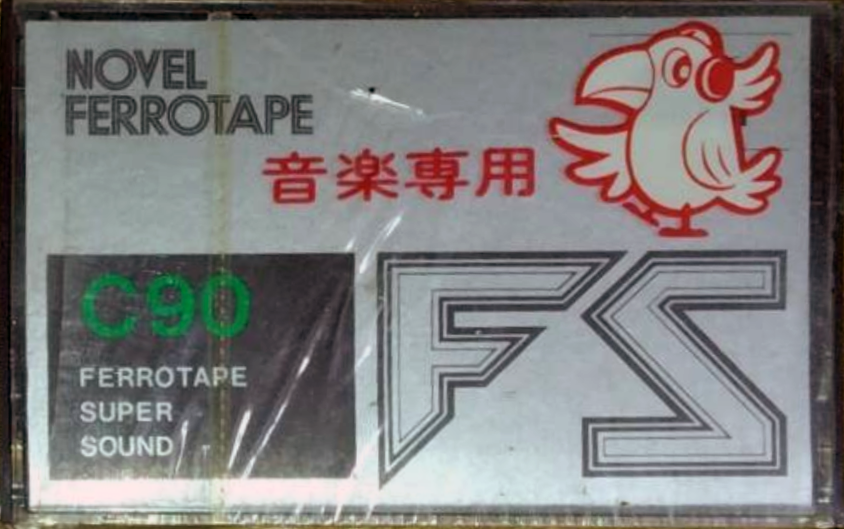 NOVEL
FERROTAPE
音楽専用
C90
FERROTAPE
SUPER
SOUND
FS